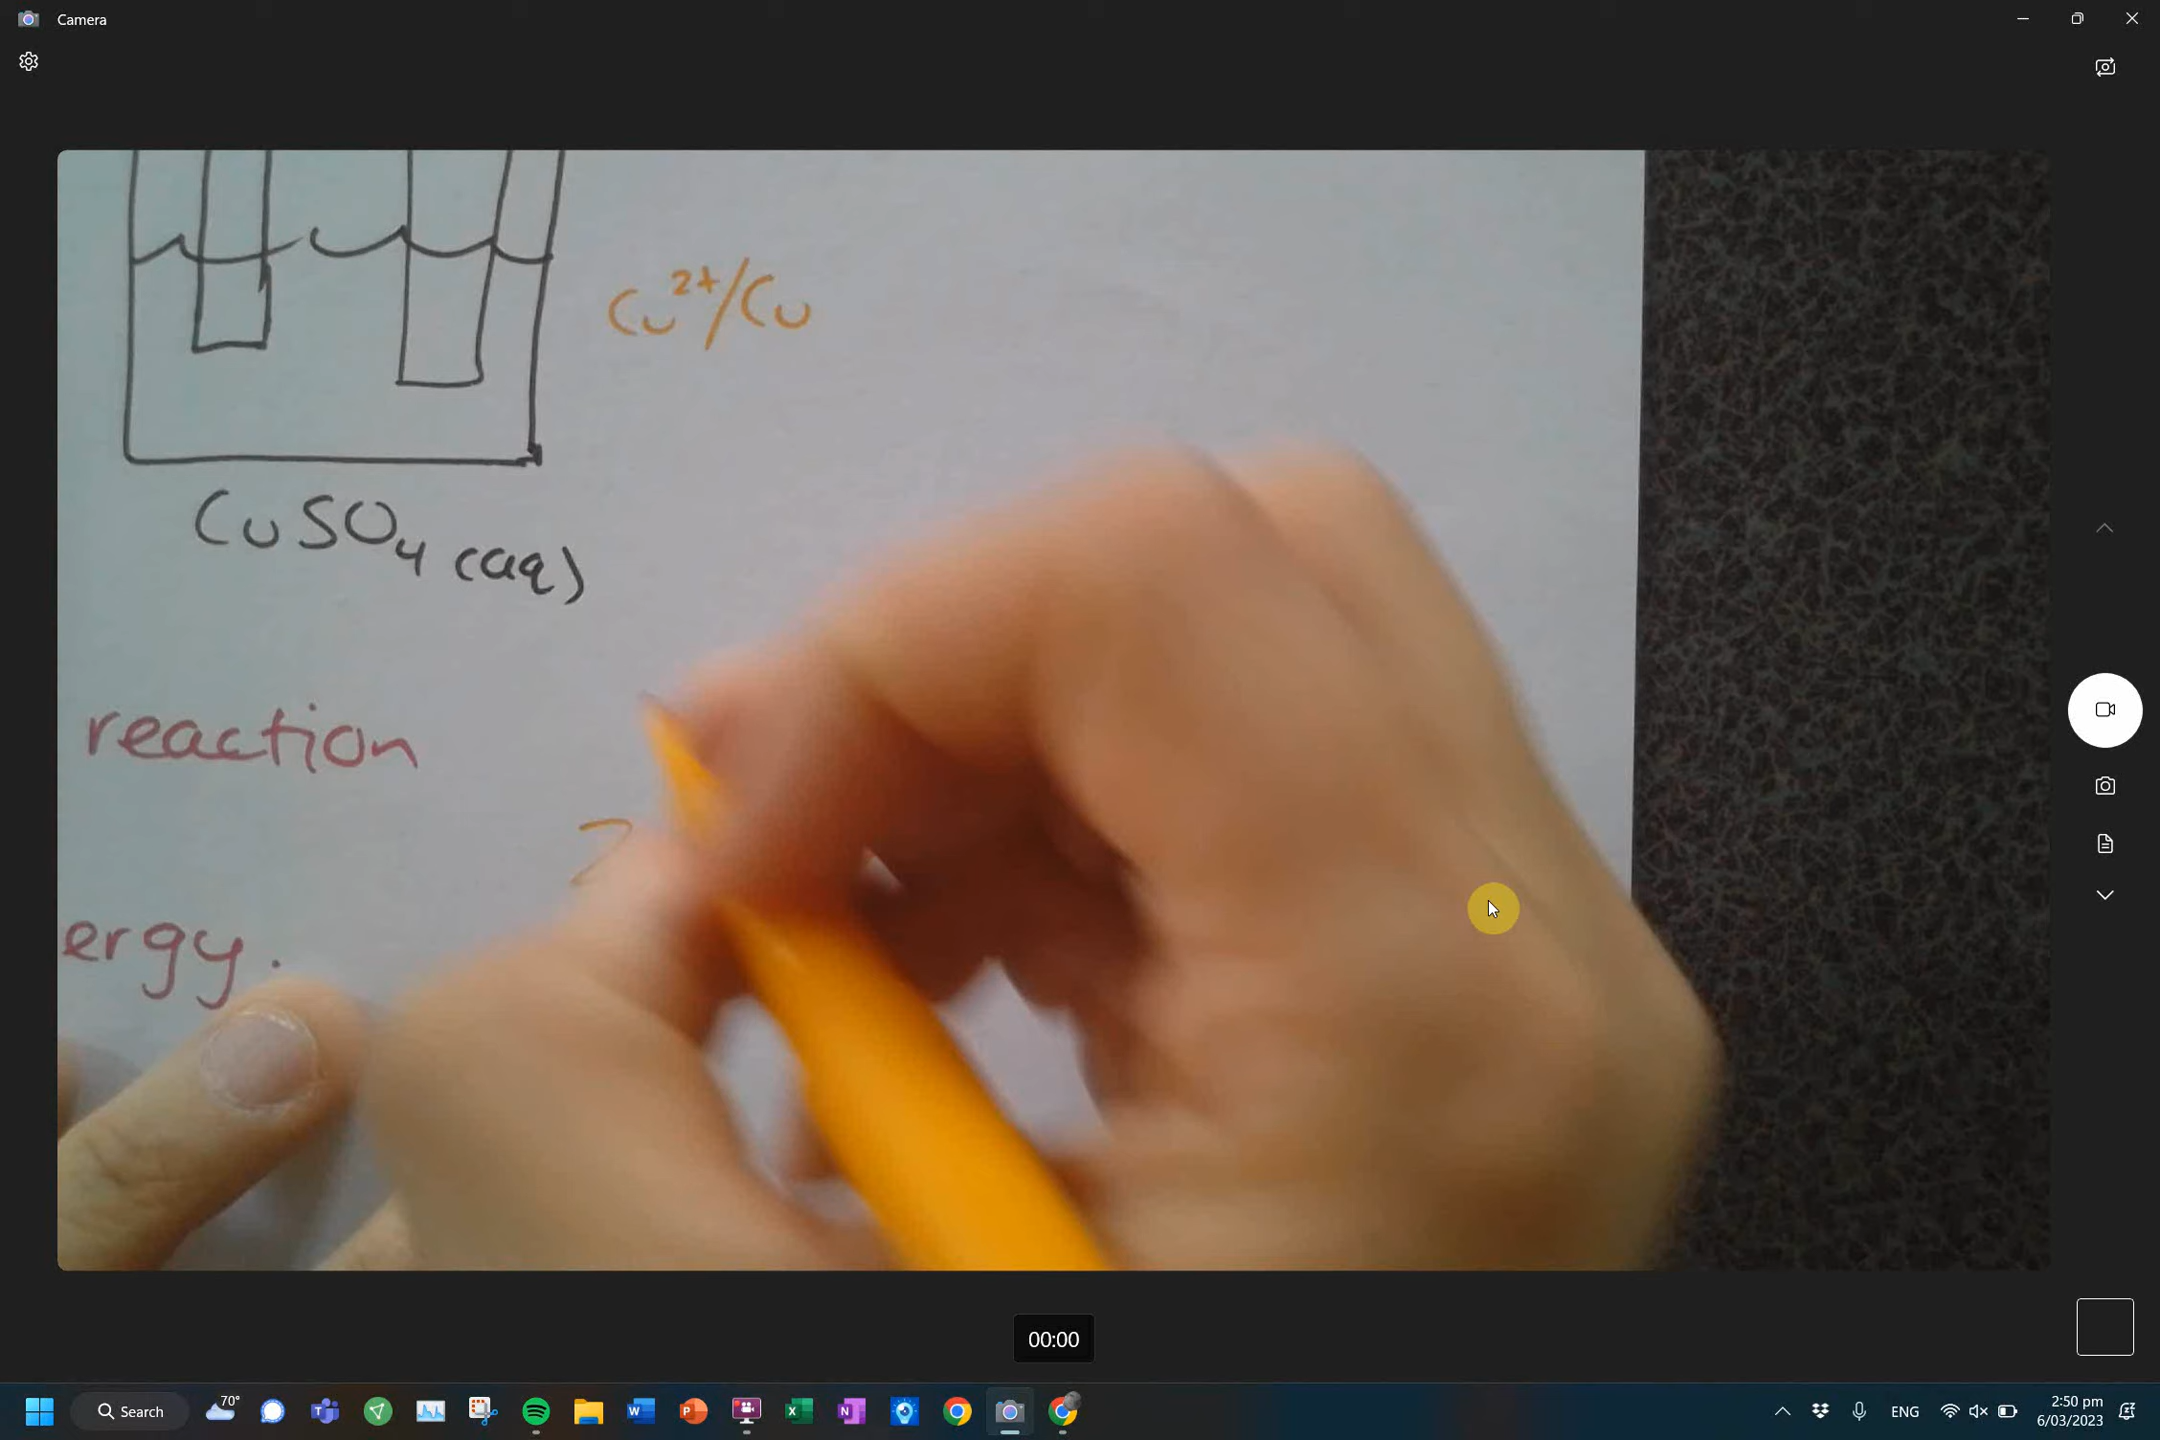 Camera
Cu²⁺/Cu
CuSO₄ (aq)
reaction
ergy.
00:00
70°
Search
ENG
2:50 pm
6/03/2023